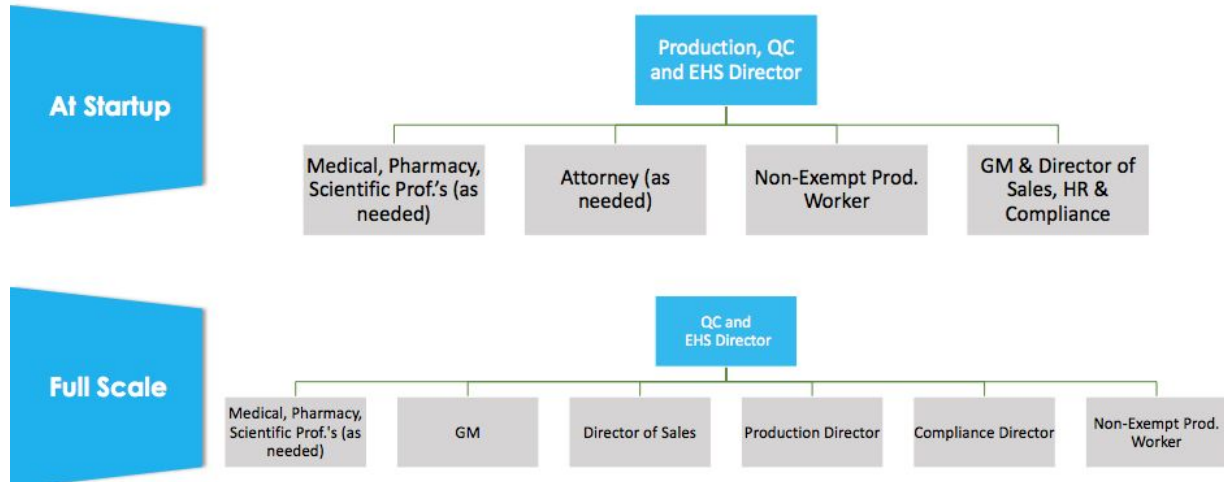 At Startup
Production, QC
and EHS Director
Medical, Pharmacy,
Scientific Prof.'s (as
needed)
Attorney (as
needed)
Non-Exempt Prod.
Worker
GM & Director of
Sales, HR &
Compliance
Full Scale
QC and
EHS Director
Medical, Pharmacy,
Scientific Prof.'s (as
needed)
GM
Director of Sales
Production Director
Compliance Director
Non-Exempt Prod.
Worker